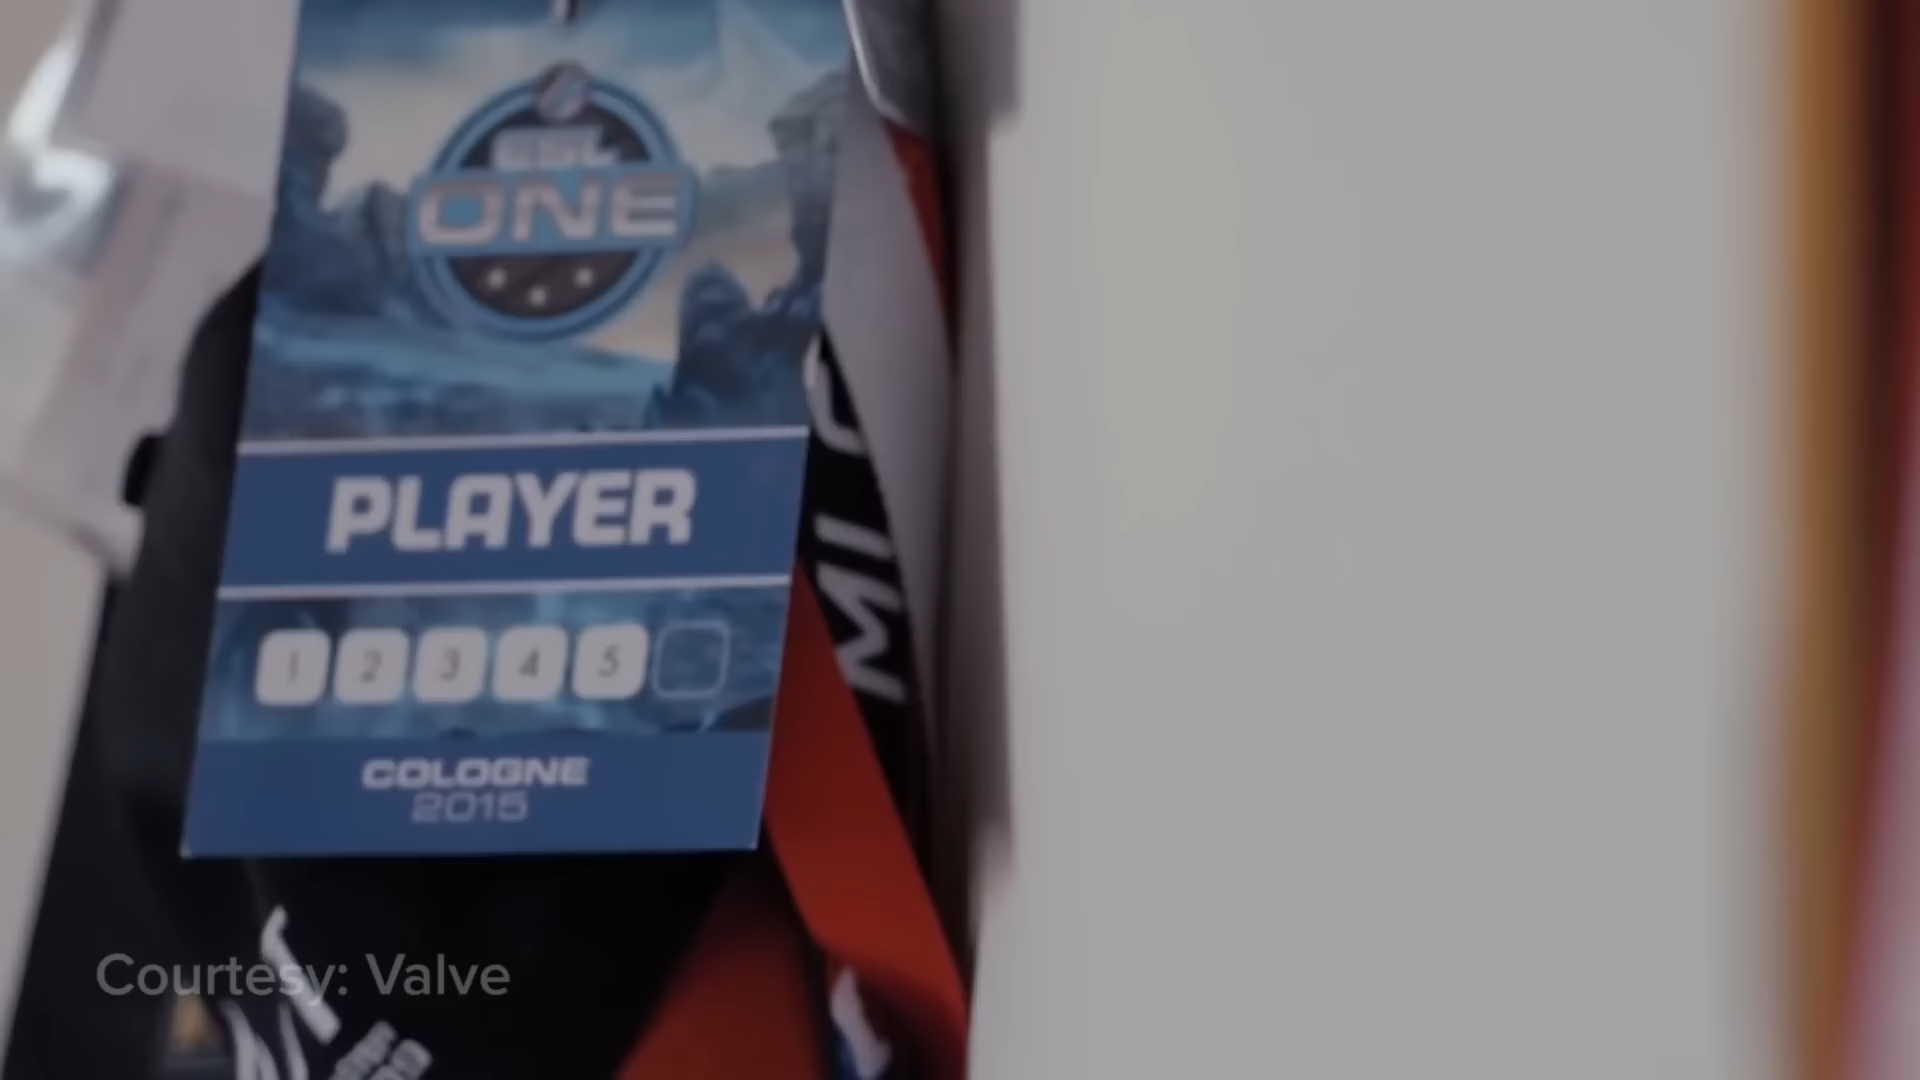 ESL
ONE
PLAYER
1 2 3 4 5
COLOGNE
2015
Courtesy: Valve